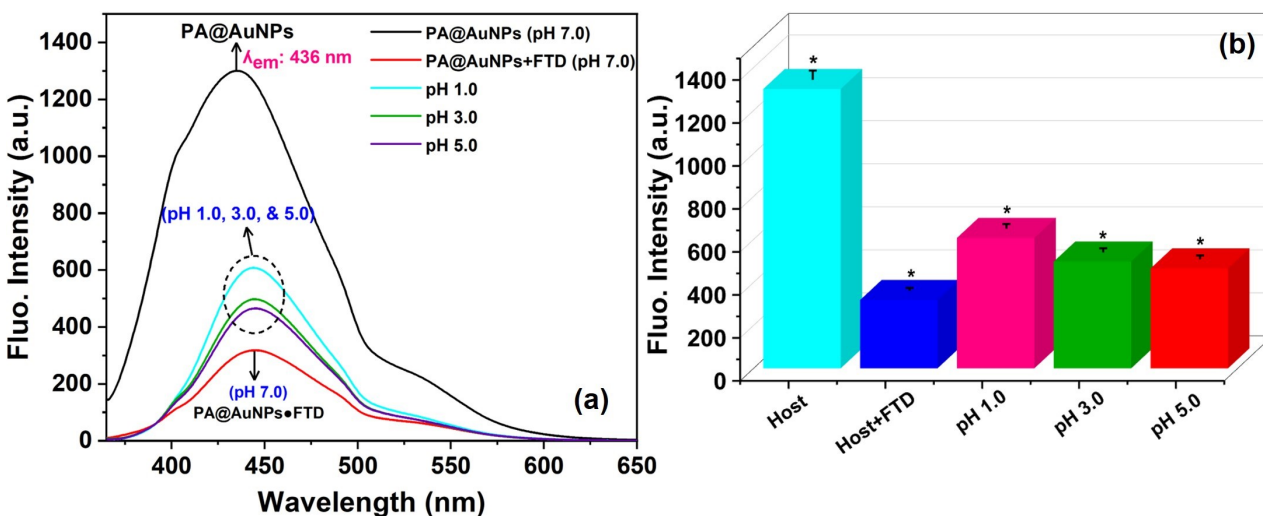 PA@AuNPs
λem: 436 nm
PA@AuNPs (pH 7.0)
PA@AuNPs+FTD (pH 7.0)
pH 1.0
pH 3.0
pH 5.0
(pH 1.0, 3.0, & 5.0)
(pH 7.0)
PA@AuNPs●FTD
(a)
Fluo. Intensity (a.u.)
1400
1200
1000
800
600
400
200
0
400
450
500
550
600
650
Wavelength (nm)
(b)
Fluo. Intensity (a.u.)
1400
1200
1000
800
600
400
200
0
*
*
*
*
*
Host
Host+FTD
pH 1.0
pH 3.0
pH 5.0